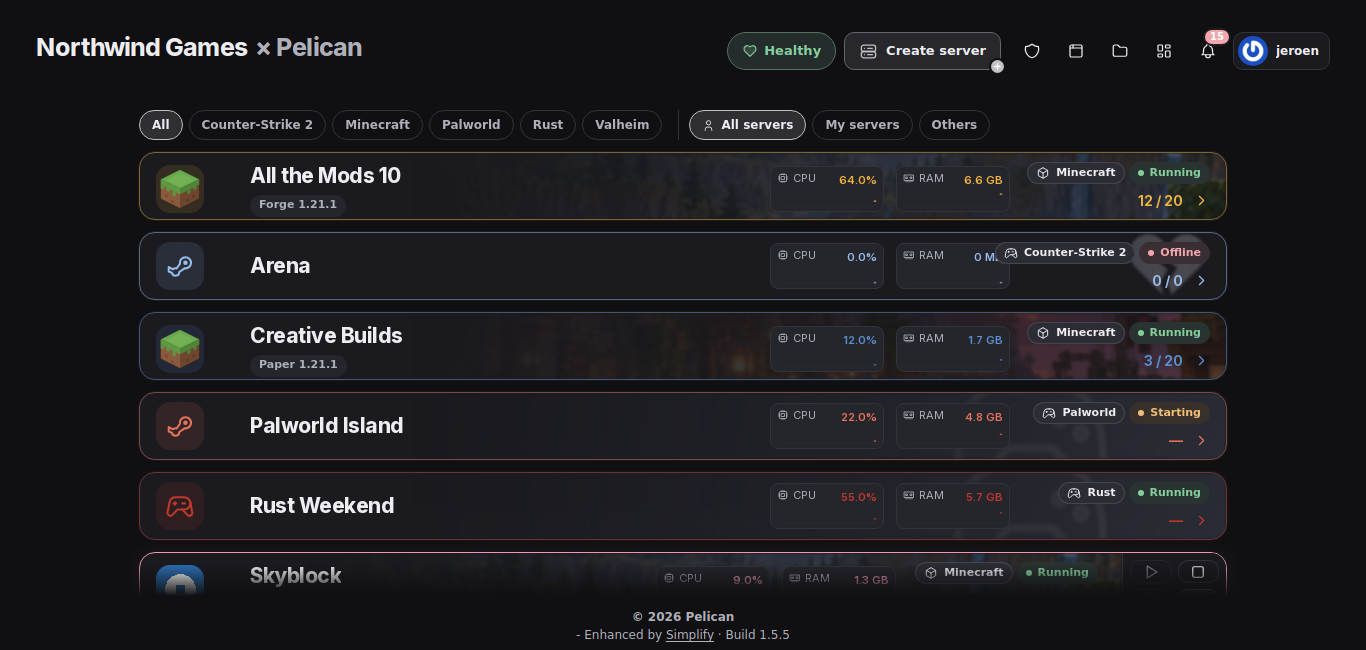 Northwind Games × Pelican
Healthy
Create server
15
jeroen
All
Counter-Strike 2
Minecraft
Palworld
Rust
Valheim
All servers
My servers
Others
All the Mods 10
Forge 1.21.1
CPU 64.0%
-
RAM 6.6 GB
-
Minecraft
Running
12 / 20
Arena
CPU 0.0%
-
RAM 0 M
-
Counter-Strike 2
Offline
0 / 0
Creative Builds
Paper 1.21.1
CPU 12.0%
-
RAM 1.7 GB
-
Minecraft
Running
3 / 20
Palworld Island
CPU 22.0%
-
RAM 4.8 GB
-
Palworld
Starting
—
Rust Weekend
CPU 55.0%
-
RAM 5.7 GB
-
Rust
Running
—
Skyblock
CPU 9.0%
RAM 1.3 GB
Minecraft
Running
© 2026 Pelican
- Enhanced by Simplify · Build 1.5.5